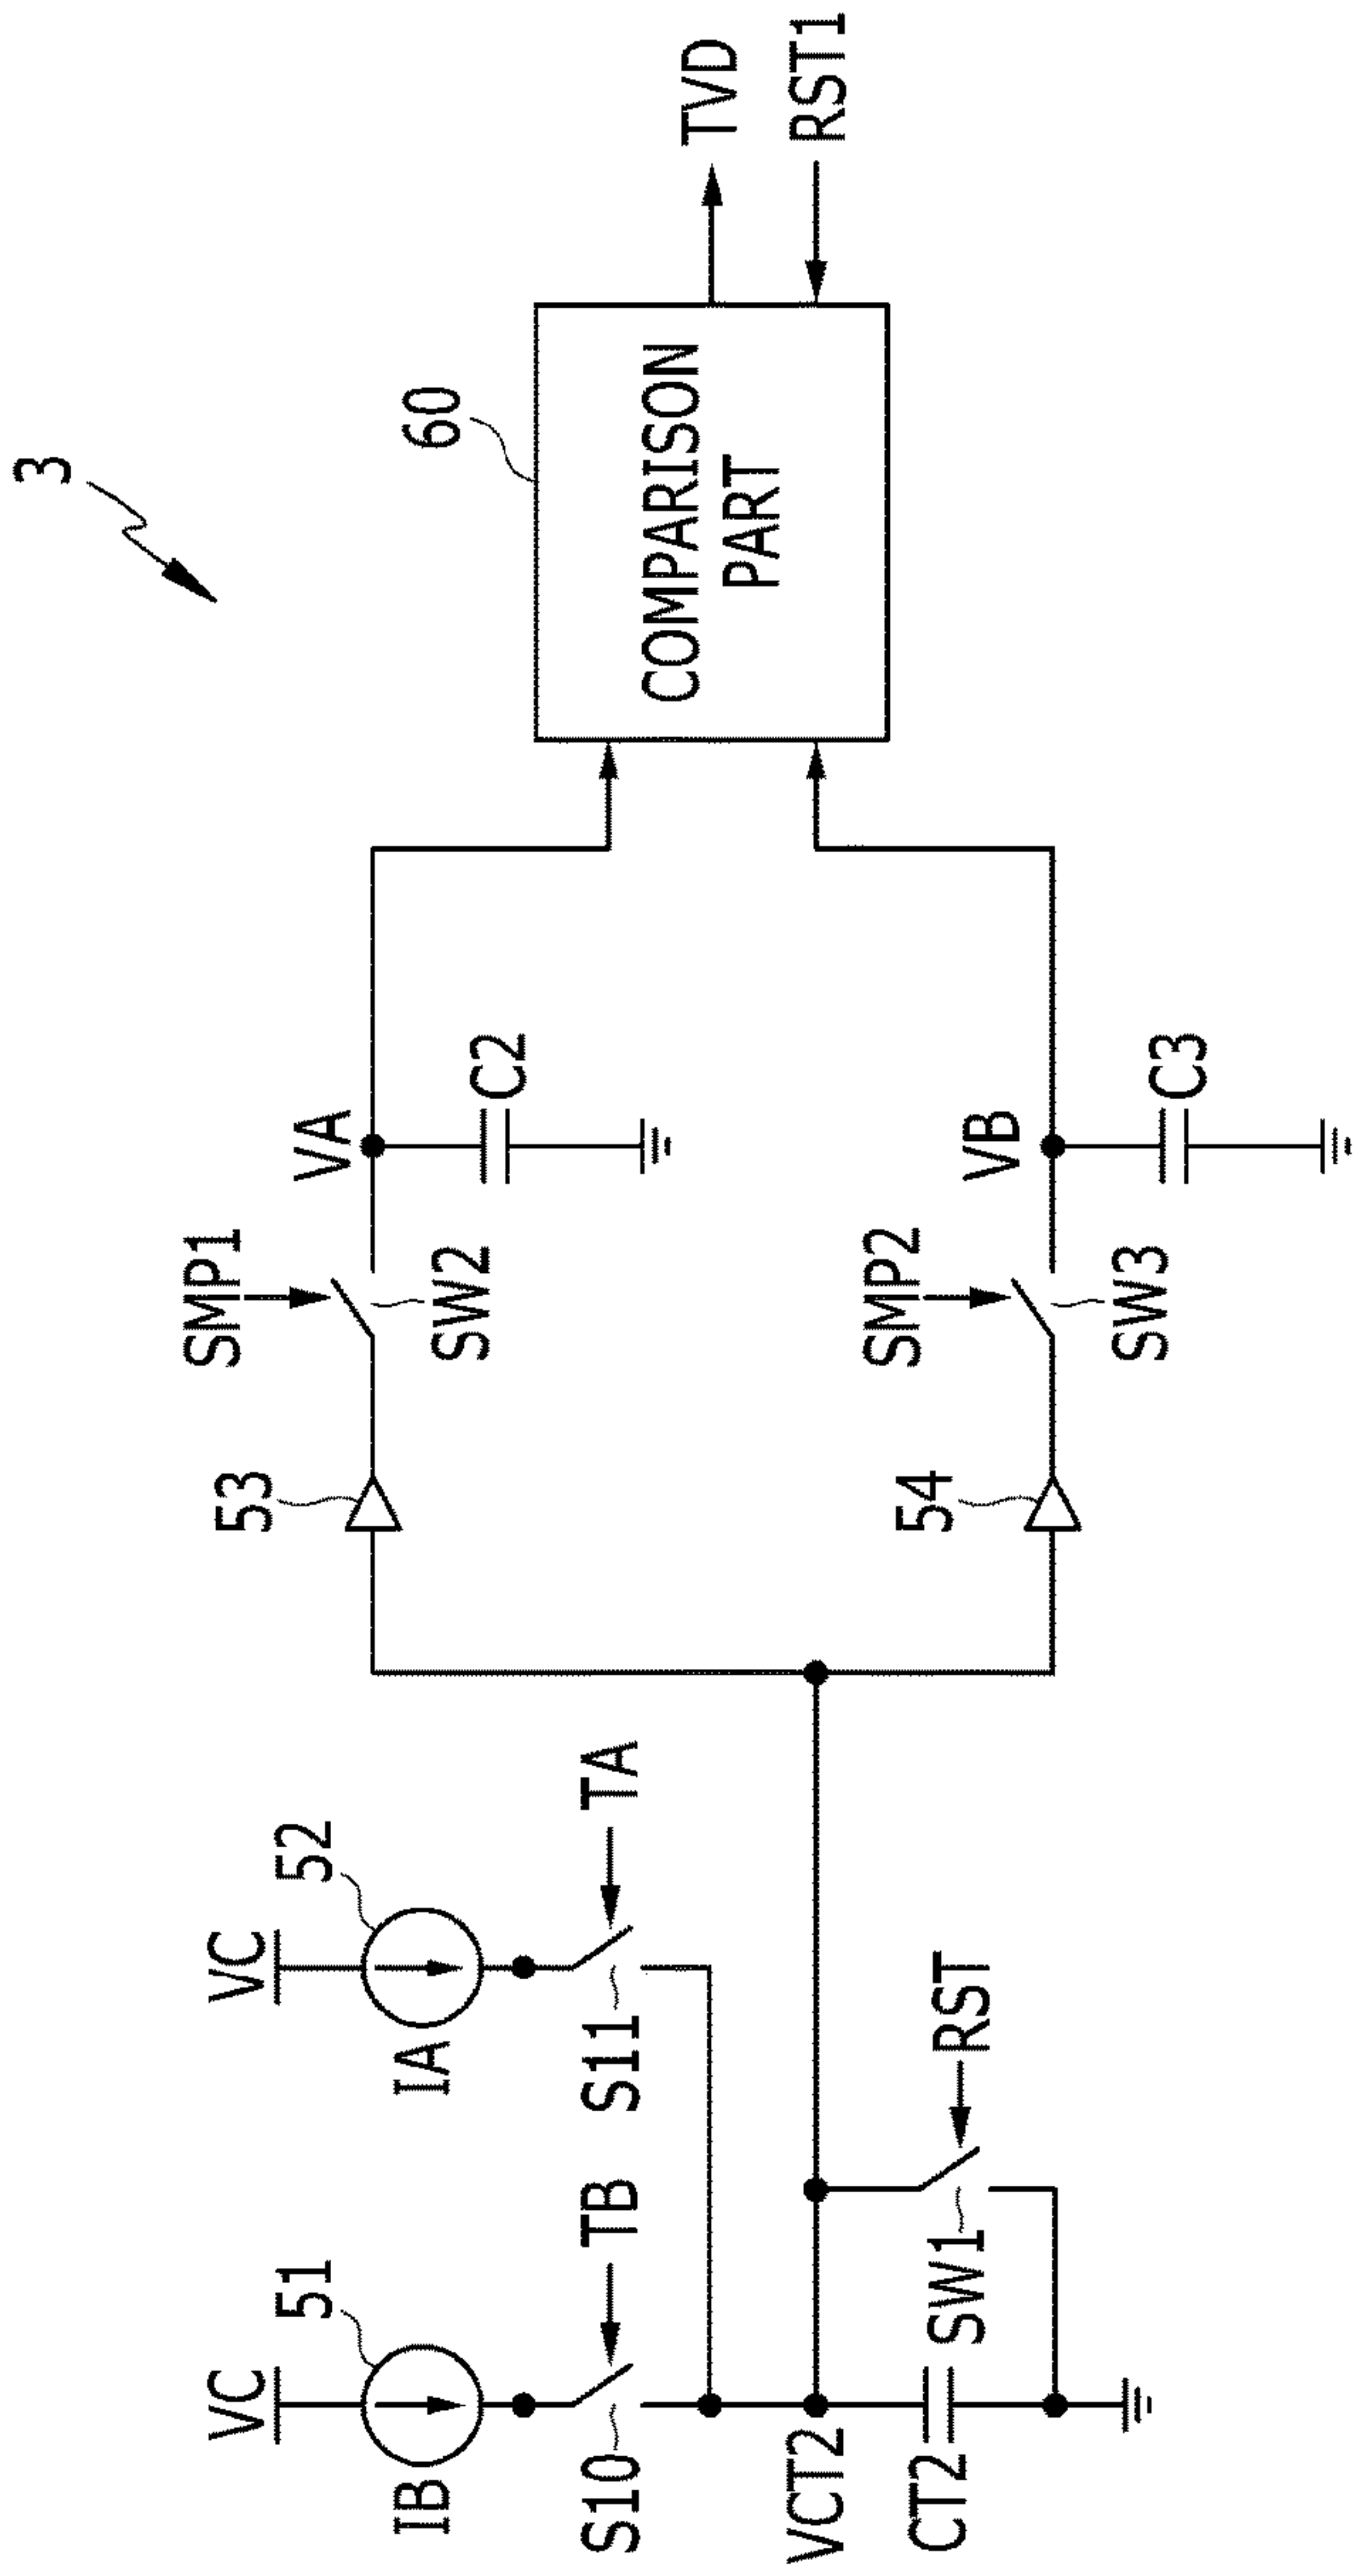 3
VC
51
IB
TB
S10
VC
52
IA
TA
S11
VCT2
CT2
SW1
RST
53
SMP1
SW2
VA
C2
54
SMP2
SW3
VB
C3
60
COMPARISON
PART
TVD
RST1